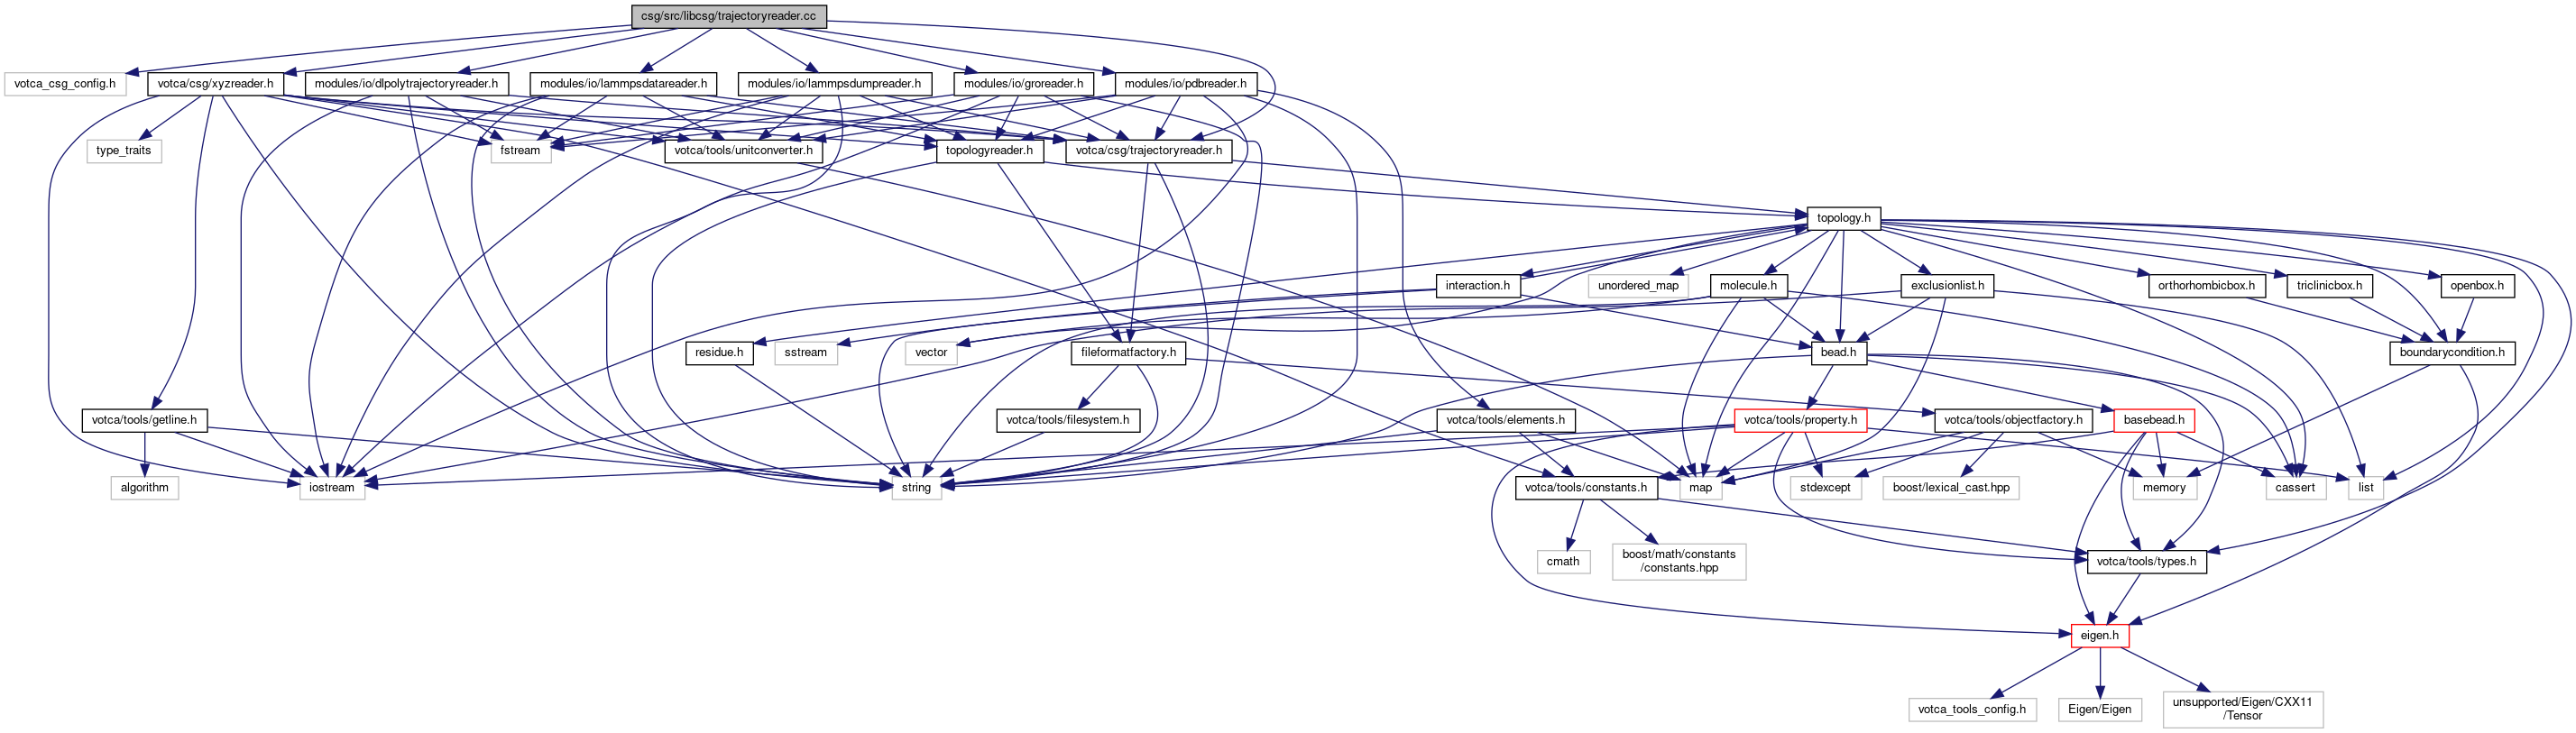 csg/src/libcsg/trajectoryreader.cc
votca_csg_config.h
votca/csg/xyzreader.h
modules/io/dlpolytrajectoryreader.h
modules/io/lammpsdatareader.h
modules/io/lammpsdumpreader.h
modules/io/groreader.h
modules/io/pdbreader.h
type_traits
fstream
votca/tools/unitconverter.h
topologyreader.h
votca/csg/trajectoryreader.h
topology.h
interaction.h
unordered_map
molecule.h
exclusionlist.h
orthorhombicbox.h
triclinicbox.h
openbox.h
residue.h
sstream
vector
fileformatfactory.h
bead.h
boundarycondition.h
votca/tools/getline.h
votca/tools/filesystem.h
votca/tools/elements.h
votca/tools/property.h
votca/tools/objectfactory.h
basebead.h
algorithm
iostream
string
votca/tools/constants.h
map
stdexcept
boost/lexical_cast.hpp
memory
cassert
list
cmath
boost/math/constants
/constants.hpp
votca/tools/types.h
eigen.h
votca_tools_config.h
Eigen/Eigen
unsupported/Eigen/CXX11
/Tensor